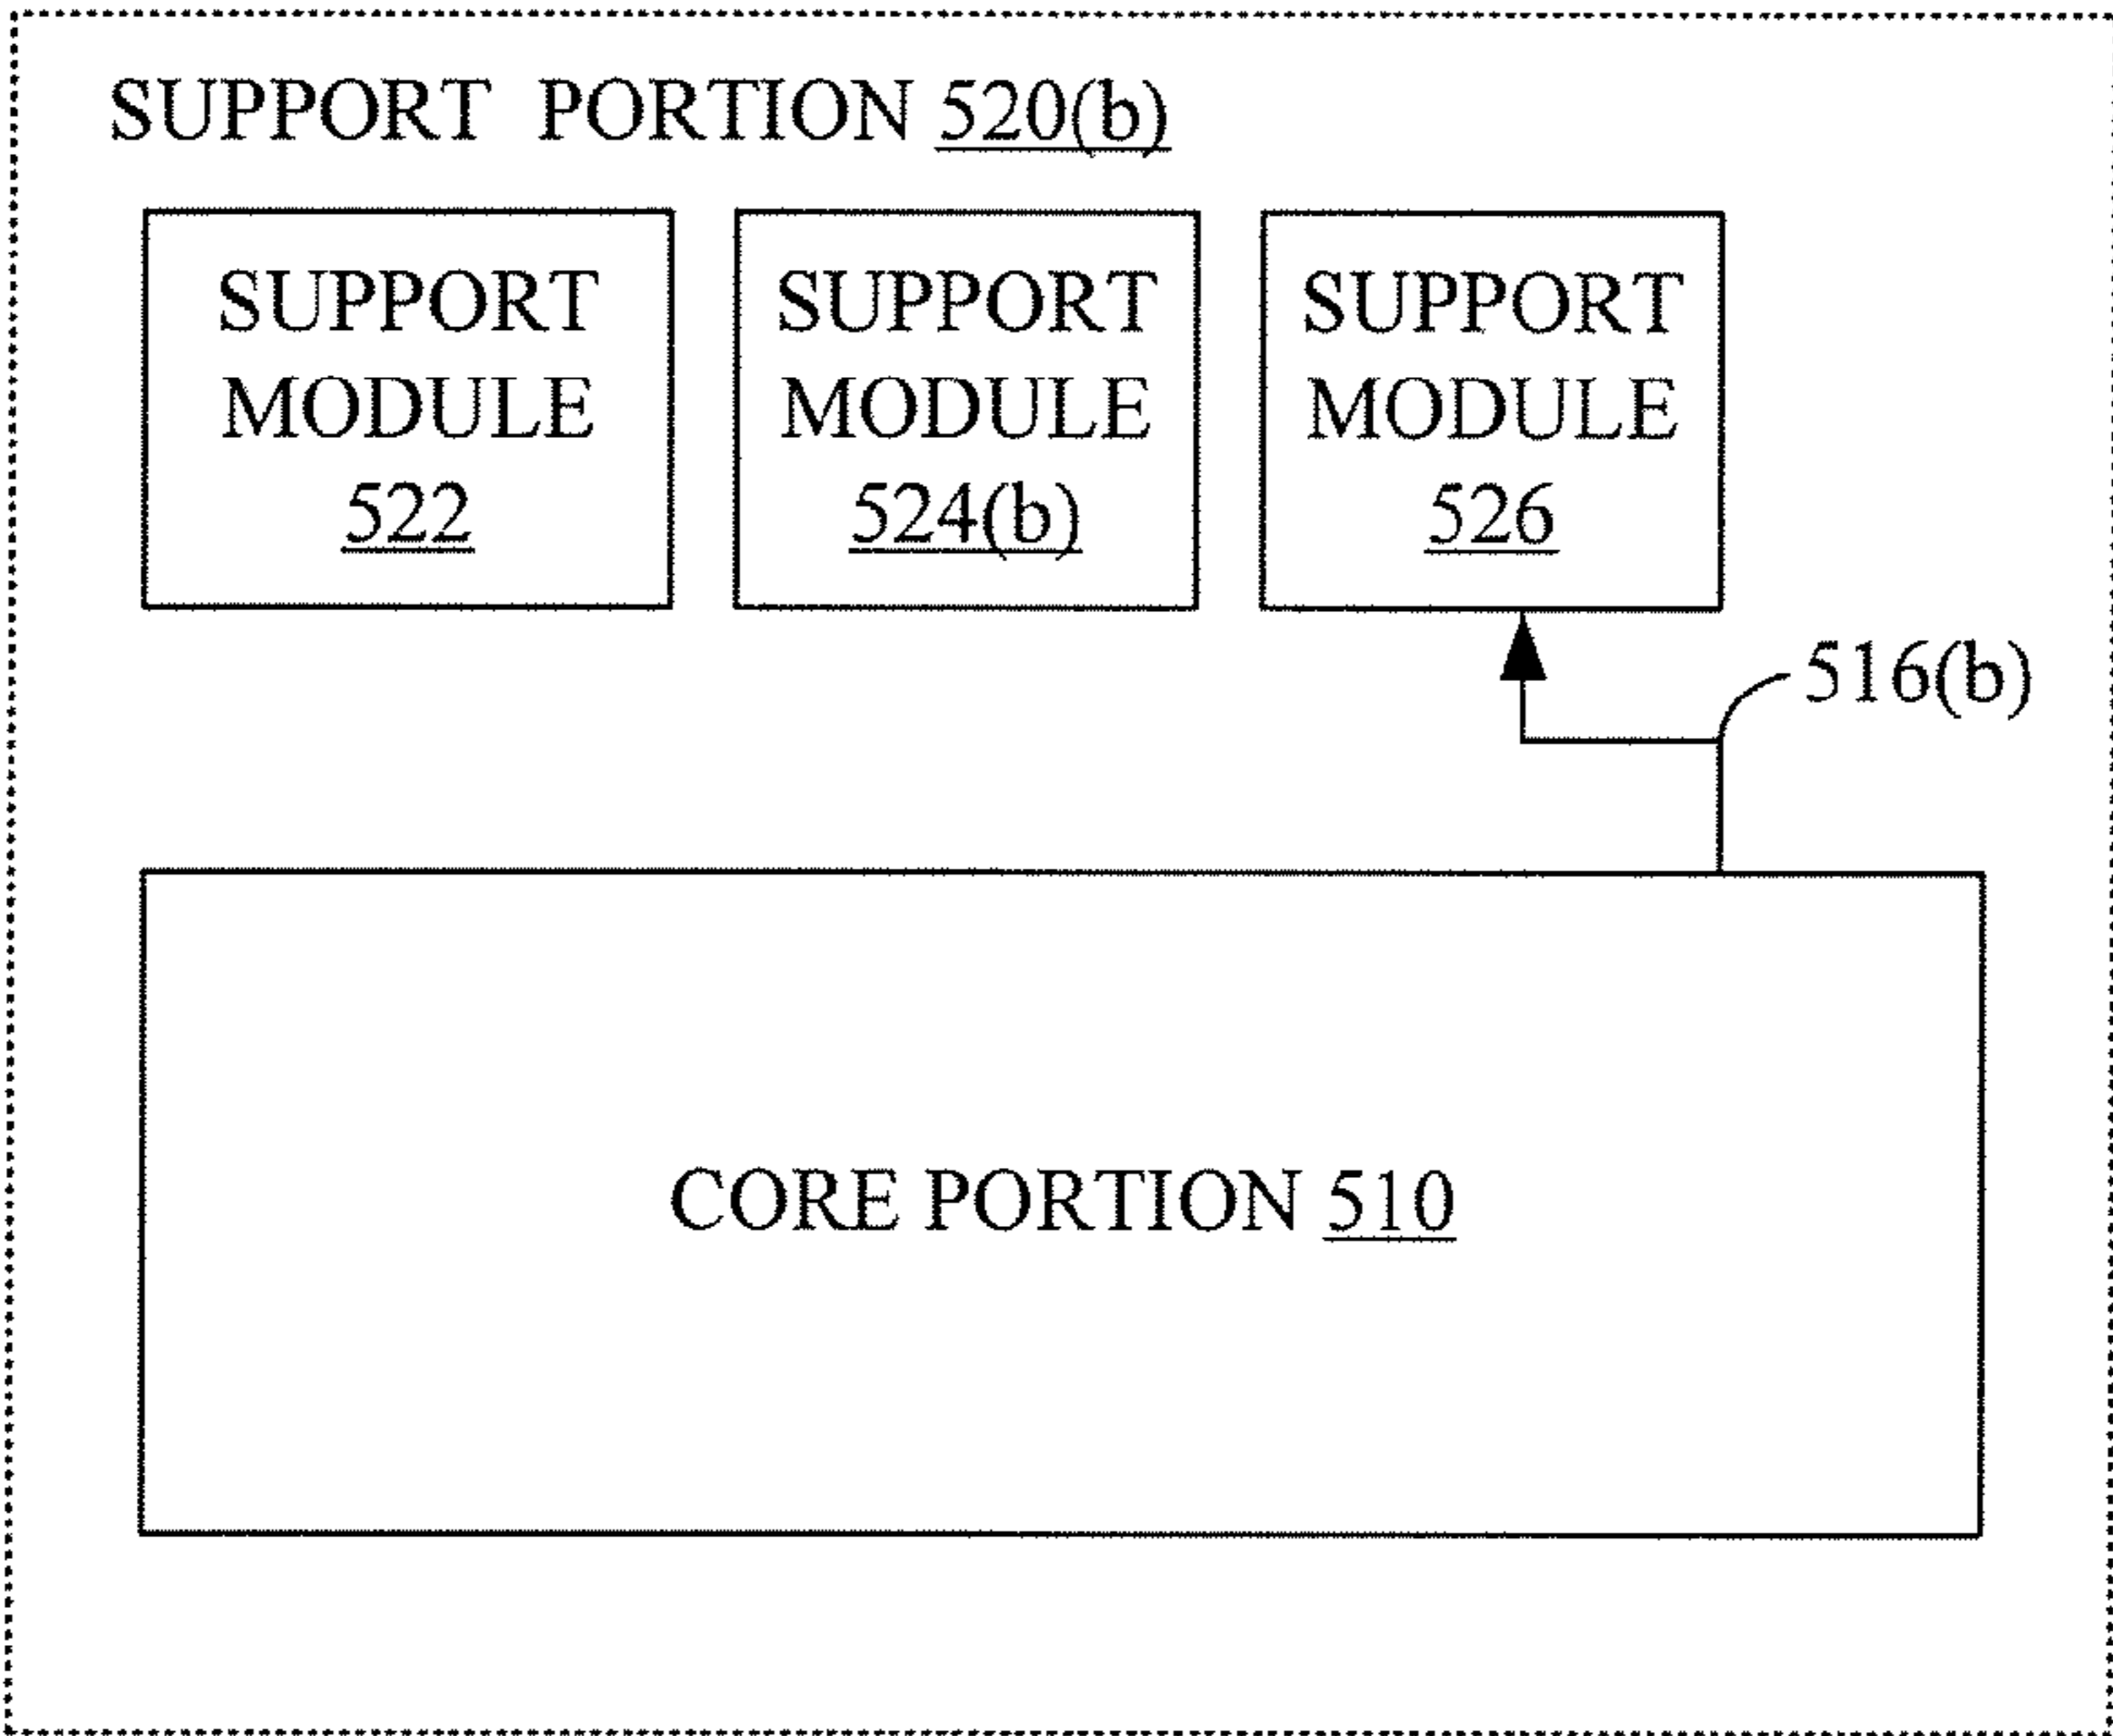 SUPPORT PORTION 520(b)
SUPPORT
MODULE
522
SUPPORT
MODULE
524(b)
SUPPORT
MODULE
526
516(b)
CORE PORTION 510